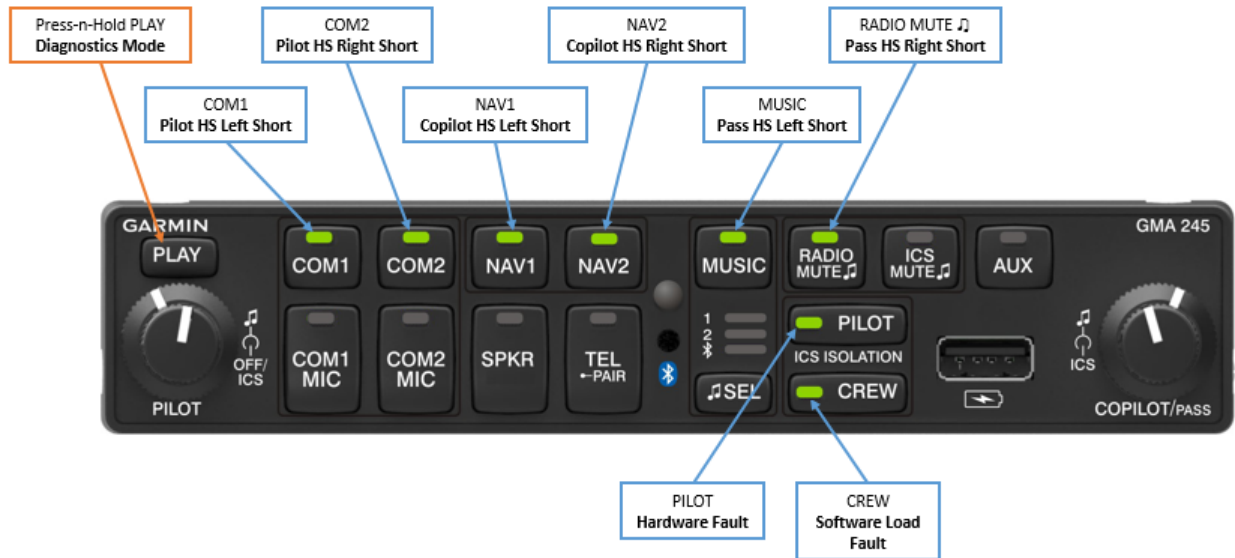 Press-n-Hold PLAY
Diagnostics Mode
COM2
Pilot HS Right Short
NAV2
Copilot HS Right Short
RADIO MUTE ♫
Pass HS Right Short
COM1
Pilot HS Left Short
NAV1
Copilot HS Left Short
MUSIC
Pass HS Left Short
GARMIN
GMA 245
PLAY
COM1
COM2
NAV1
NAV2
MUSIC
RADIO
MUTE♫
ICS
MUTE♫
AUX
♫
OFF/
ICS
PILOT
COM1
MIC
COM2
MIC
SPKR
TEL
←PAIR
1
2
♫SEL
PILOT
ICS ISOLATION
CREW
♫
ICS
COPILOT/PASS
PILOT
Hardware Fault
CREW
Software Load
Fault